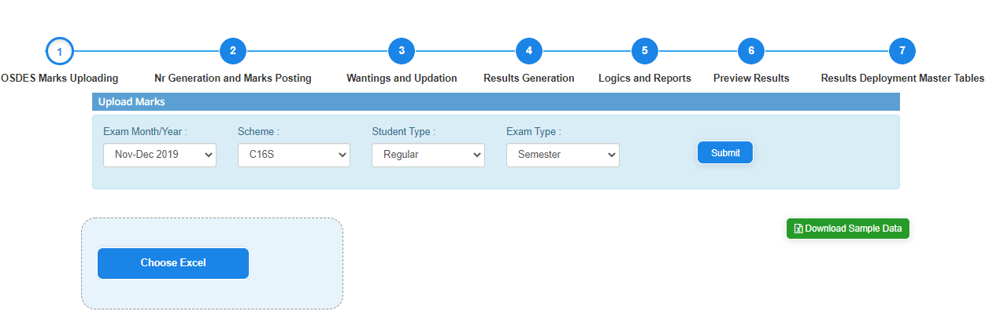 1 2 3 4 5 6 7
OSDES Marks Uploading Nr Generation and Marks Posting Wantings and Updation Results Generation Logics and Reports Preview Results Results Deployment Master Tables
Upload Marks
Exam Month/Year : Scheme : Student Type : Exam Type :
Nov-Dec 2019 C16S Regular Semester Submit
Download Sample Data
Choose Excel